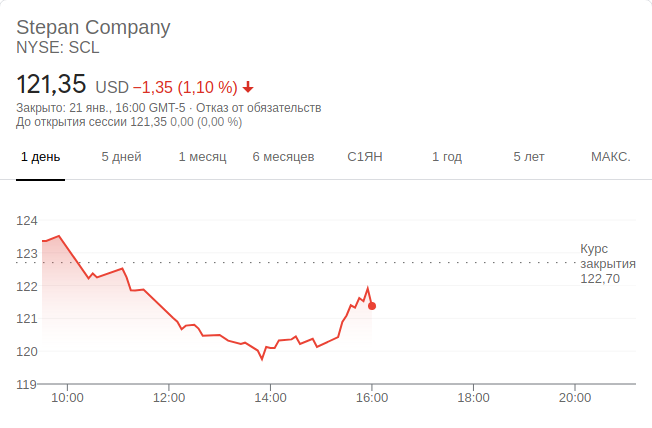 Stepan Company
NYSE: SCL
121,35 USD −1,35 (1,10 %)
Закрыто: 21 янв., 16:00 GMT-5 · Отказ от обязательств
До открытия сессии 121,35 0,00 (0,00 %)
1 день 5 дней 1 месяц 6 месяцев С1ЯН 1 год 5 лет МАКС.
124
123
122
121
120
119
Курс
закрытия
122,70
10:00 12:00 14:00 16:00 18:00 20:00